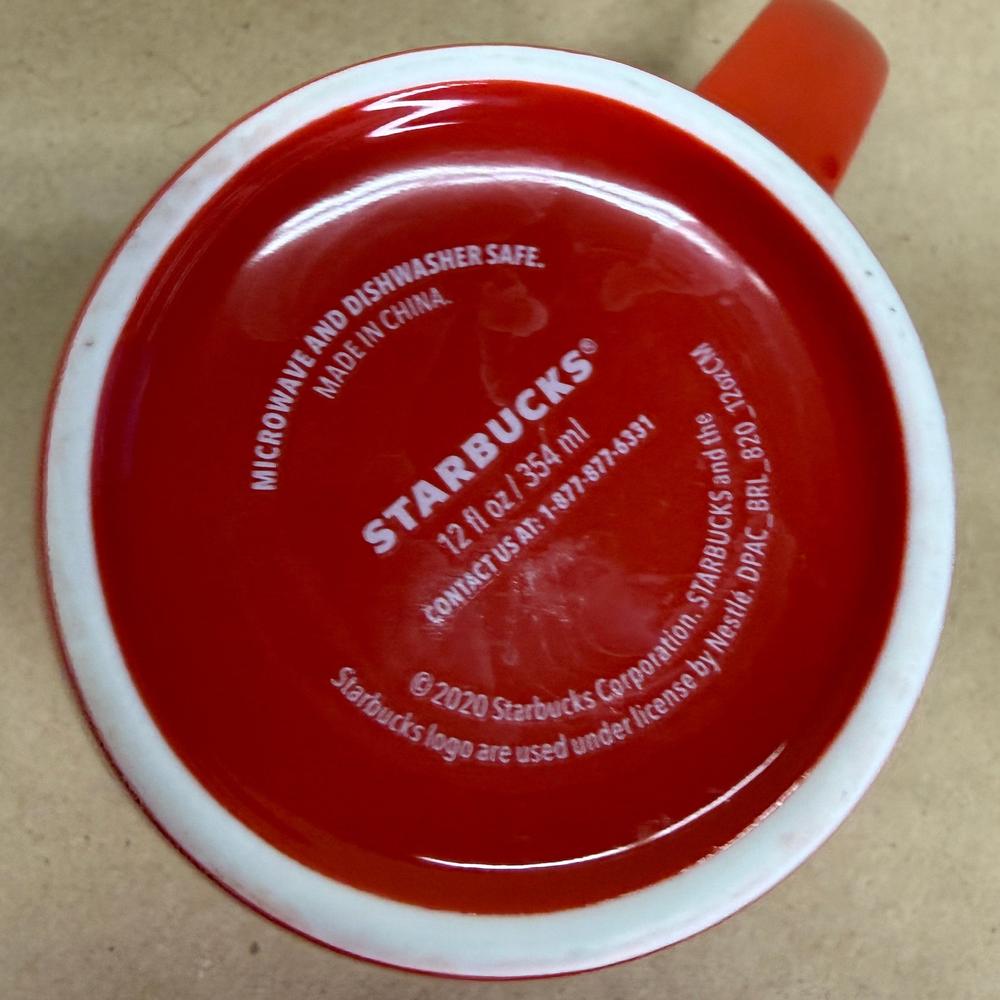 MICROWAVE AND DISHWASHER SAFE.
MADE IN CHINA.
STARBUCKS®
12 fl oz / 354 ml
CONTACT US AT: 1-877-877-6331
© 2020 Starbucks Corporation. STARBUCKS and the
Starbucks logo are used under license by Nestlé. DPAC_BRL_820_12ozCM